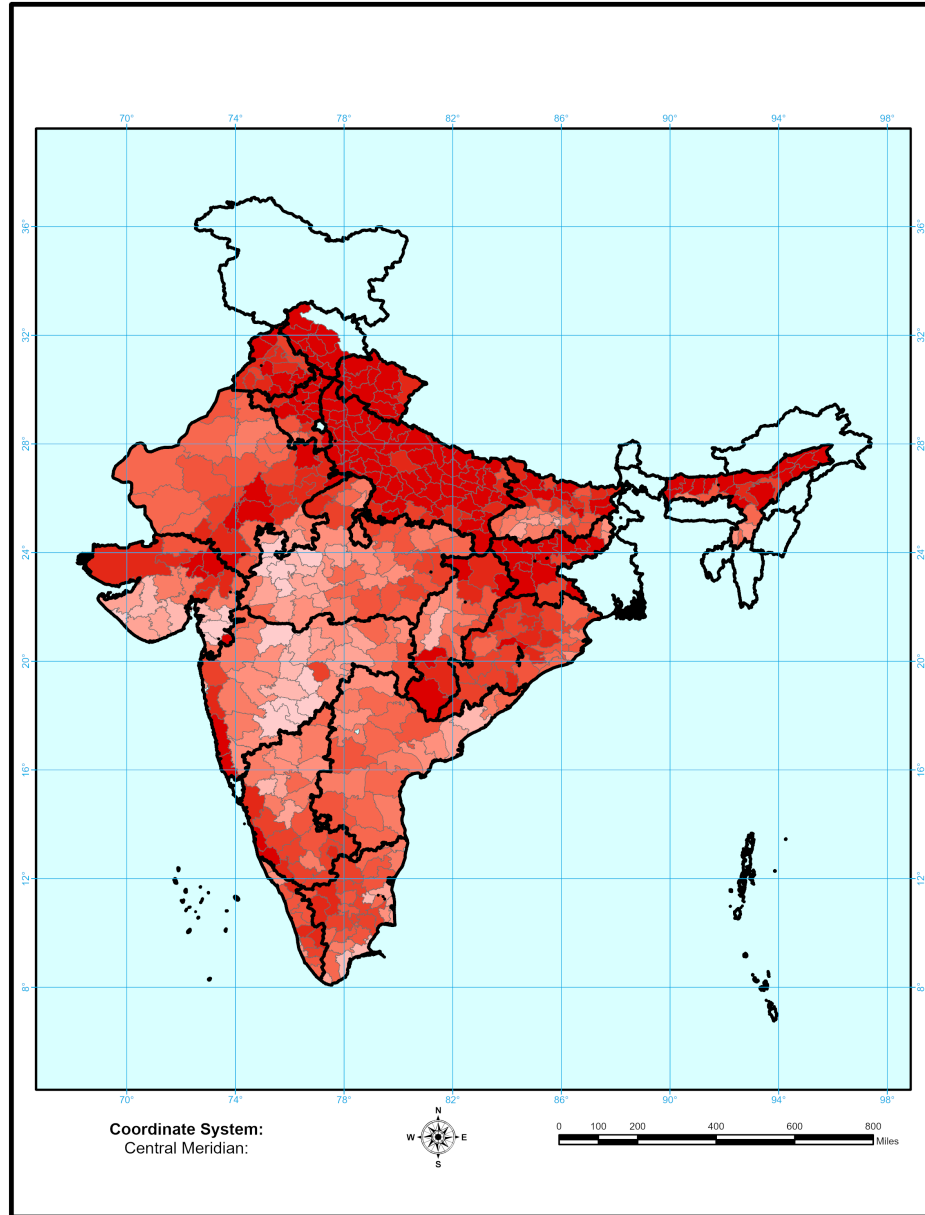 70° 74° 78° 82° 86° 90° 94° 98°
36° 36°
32° 32°
28° 28°
24° 24°
20° 20°
16° 16°
12° 12°
8° 8°
70° 74° 78° 82° 86° 90° 94° 98°
Coordinate System:
Central Meridian:
N
W E
S
0 100 200 400 600 800
Miles